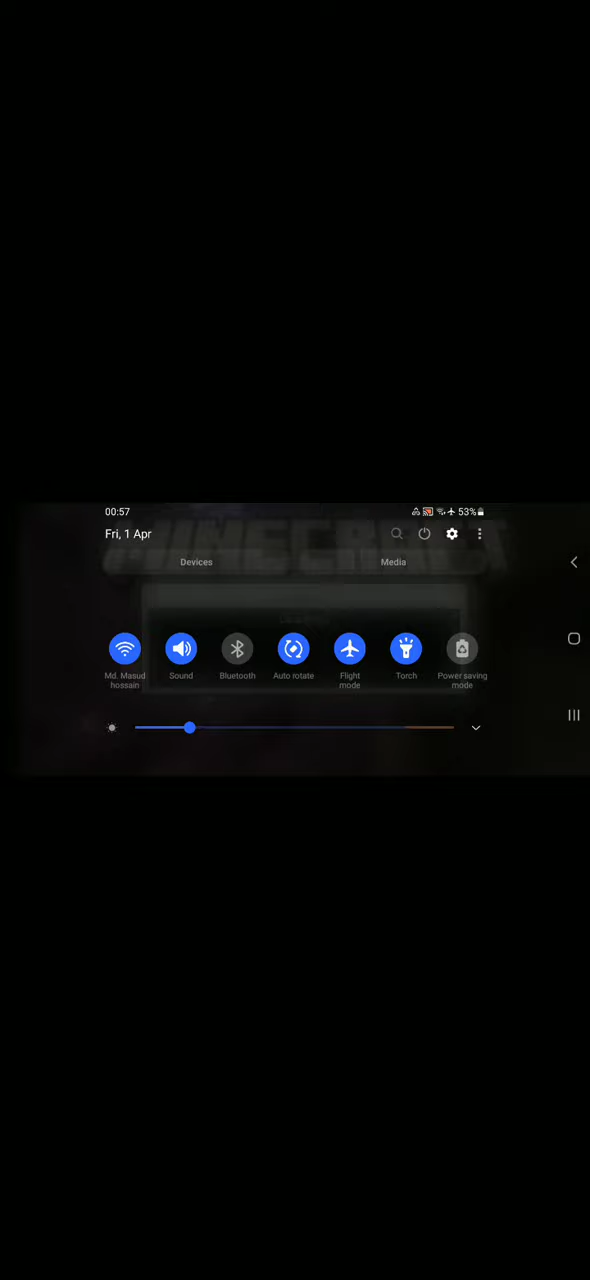 00:57
53%
Fri, 1 Apr
MINECRAFT
Devices
Media
Md. Masud
hossain
Sound
Bluetooth
Auto rotate
Flight
mode
Torch
Power saving
mode